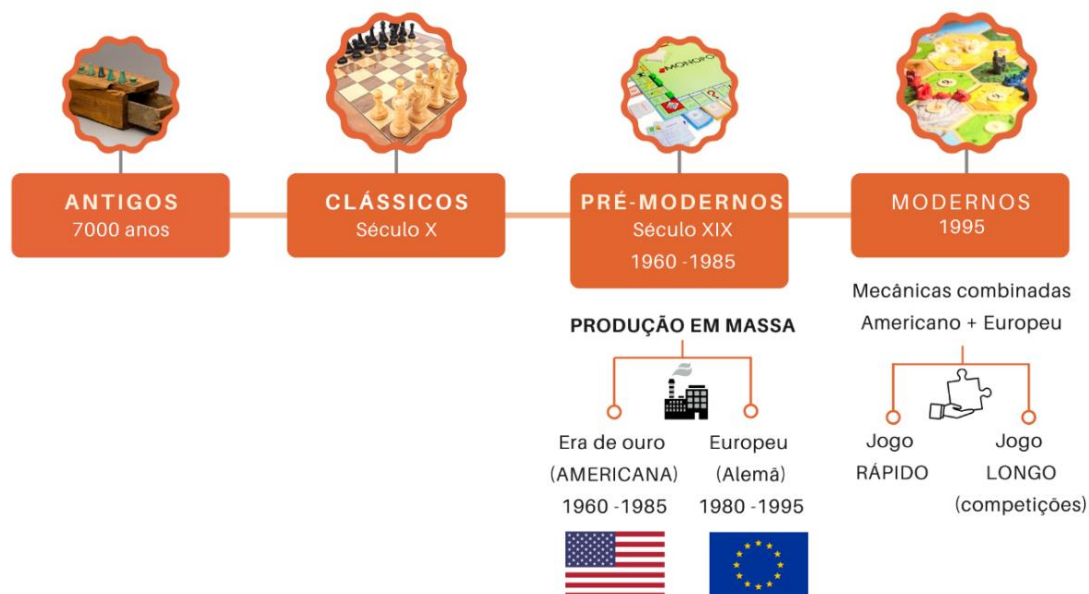 MONOPO
ANTIGOS
7000 anos
CLÁSSICOS
Século X
PRÉ-MODERNOS
Século XIX
1960 -1985
MODERNOS
1995
PRODUÇÃO EM MASSA
Era de ouro
(AMERICANA)
1960 -1985
Europeu
(Alemã)
1980 -1995
Mecânicas combinadas
Americano + Europeu
Jogo
RÁPIDO
Jogo
LONGO
(competições)